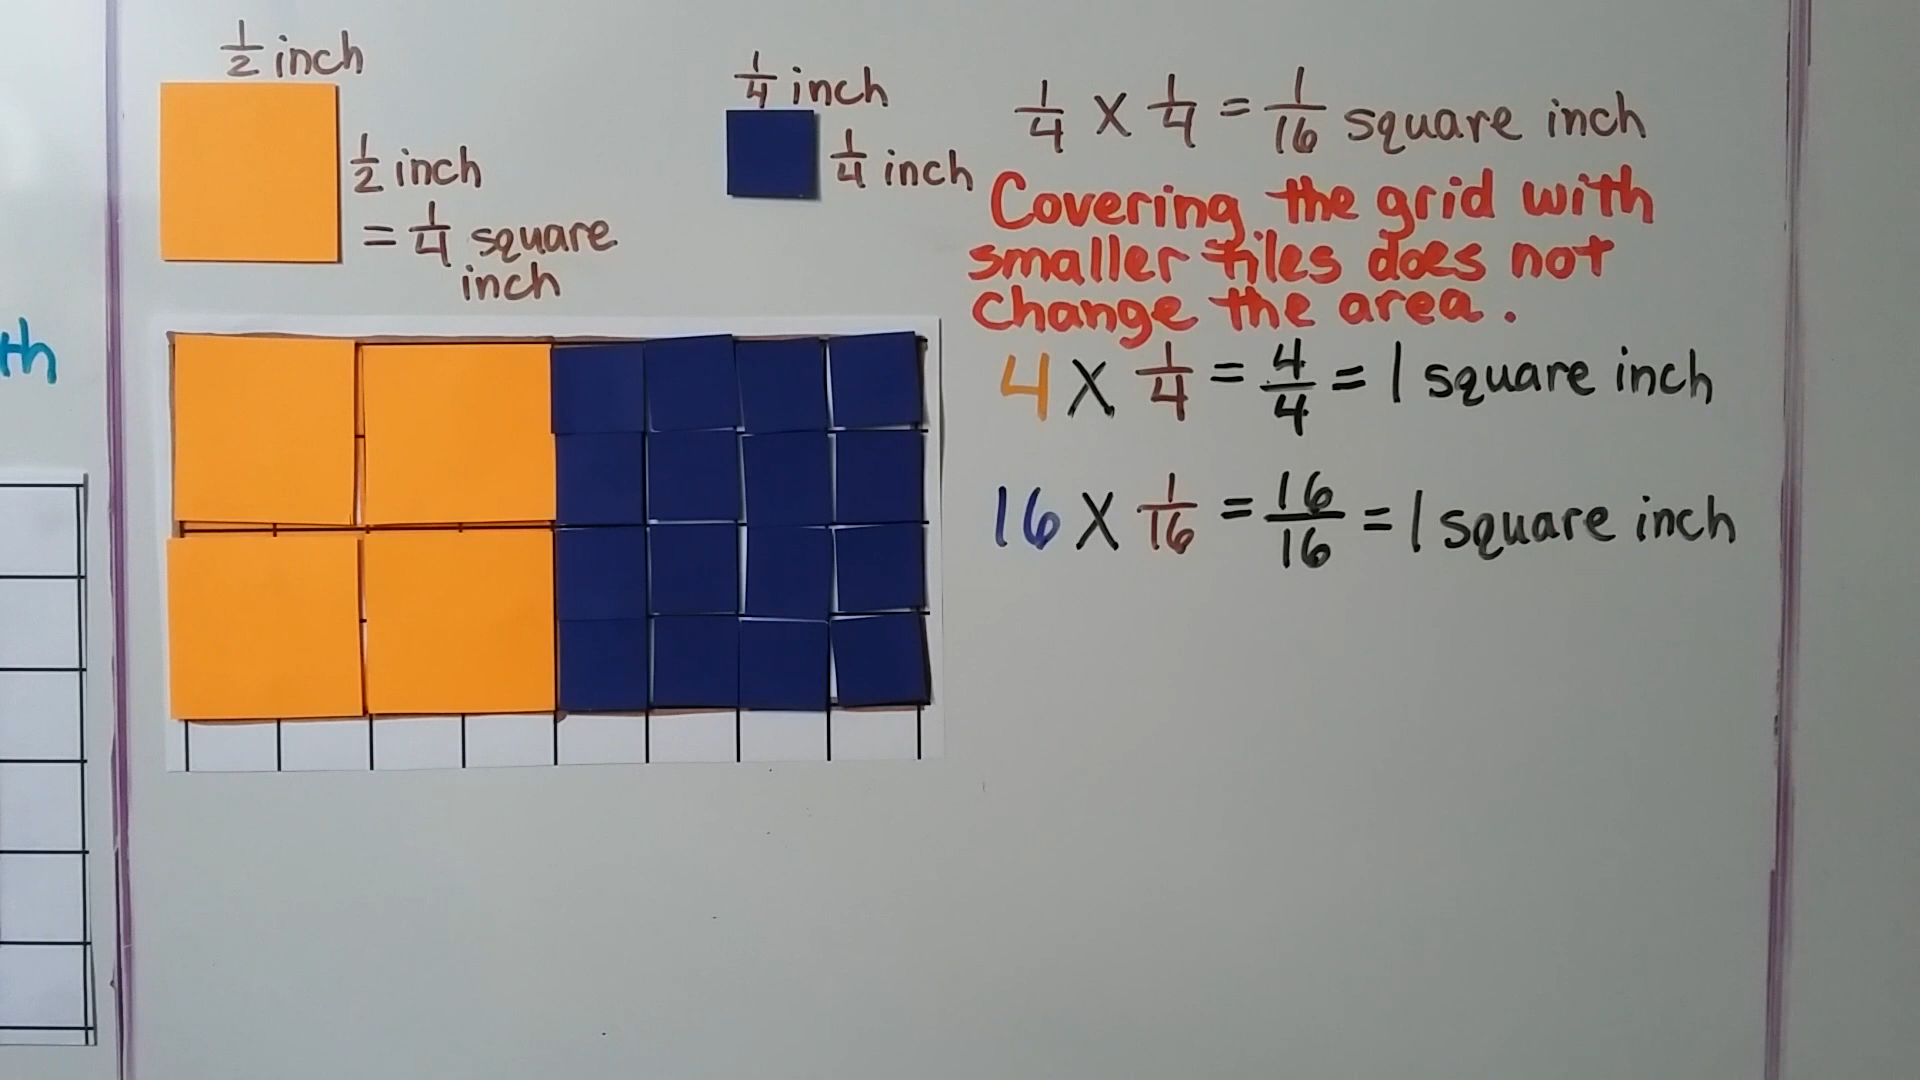 th
1/2 inch
1/2 inch
= 1/4 square
inch
1/4 inch
1/4 inch
1/4 X 1/4 = 1/16 square inch
Covering the grid with
smaller tiles does not
change the area.
4 X 1/4 = 4/4 = 1 square inch
16 X 1/16 = 16/16 = 1 square inch